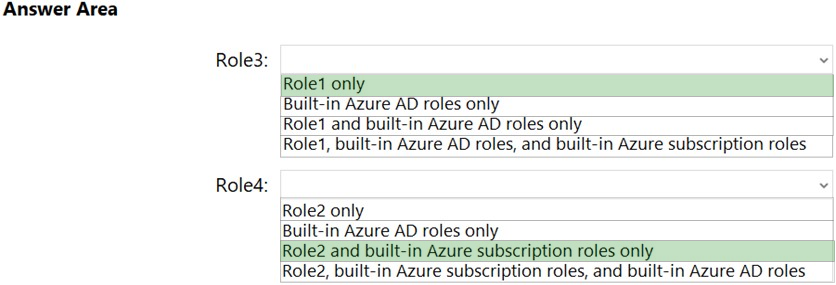 Answer Area
Role3:
Role1 only
Built-in Azure AD roles only
Role1 and built-in Azure AD roles only
Role1, built-in Azure AD roles, and built-in Azure subscription roles
Role4:
Role2 only
Built-in Azure AD roles only
Role2 and built-in Azure subscription roles only
Role2, built-in Azure subscription roles, and built-in Azure AD roles